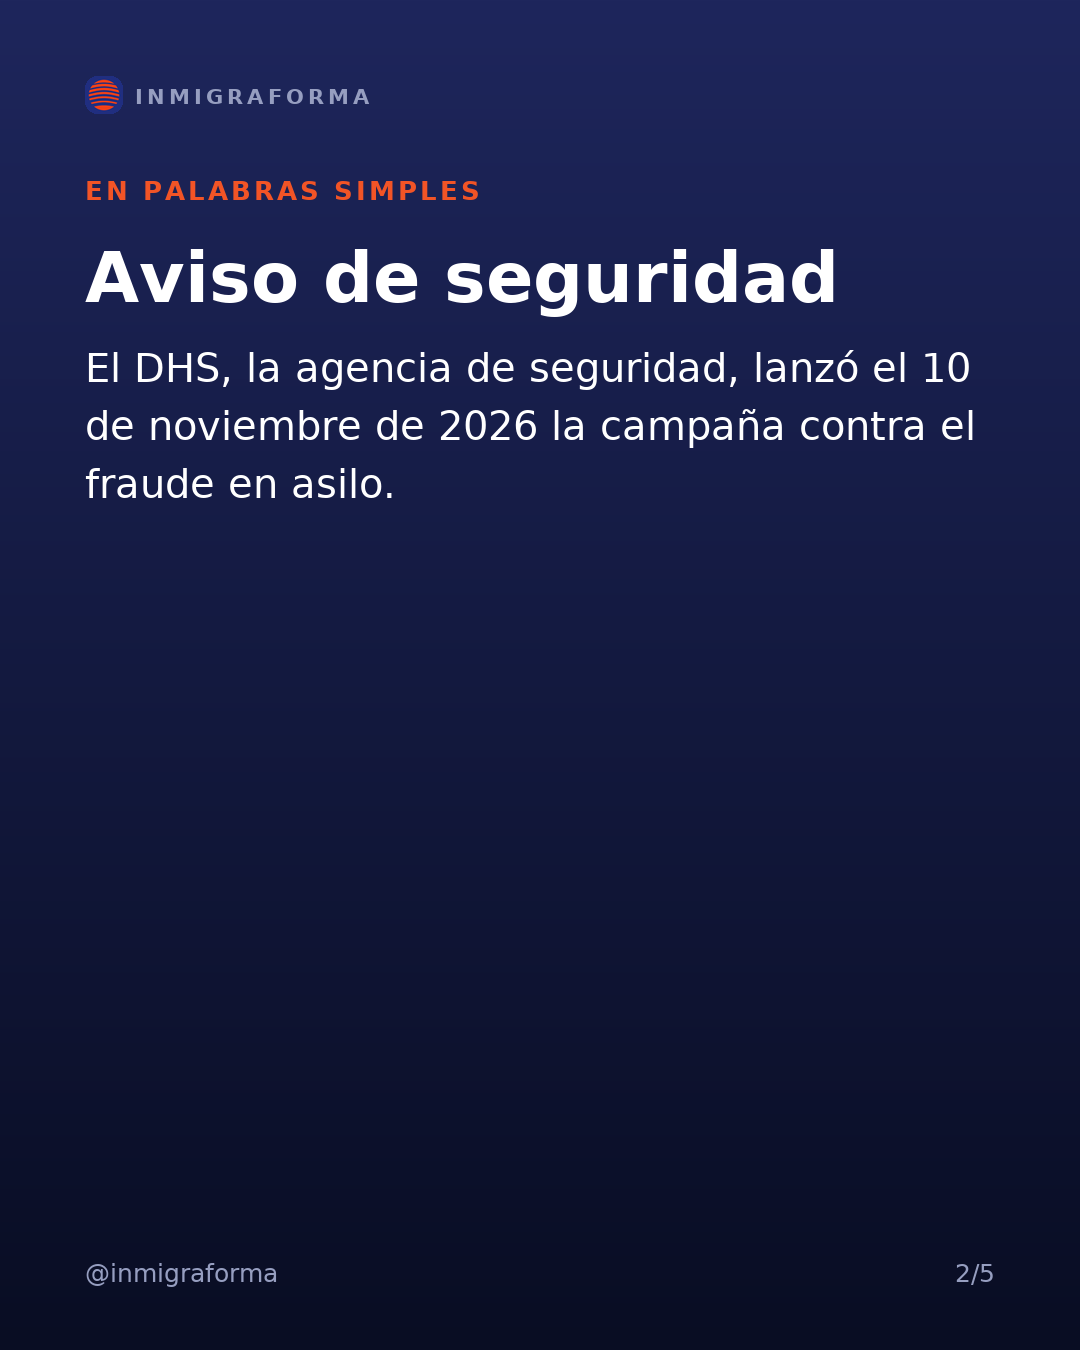 INMIGRAFORMA
EN PALABRAS SIMPLES
Aviso de seguridad
El DHS, la agencia de seguridad, lanzó el 10
de noviembre de 2026 la campaña contra el
fraude en asilo.
@inmigraforma
2/5